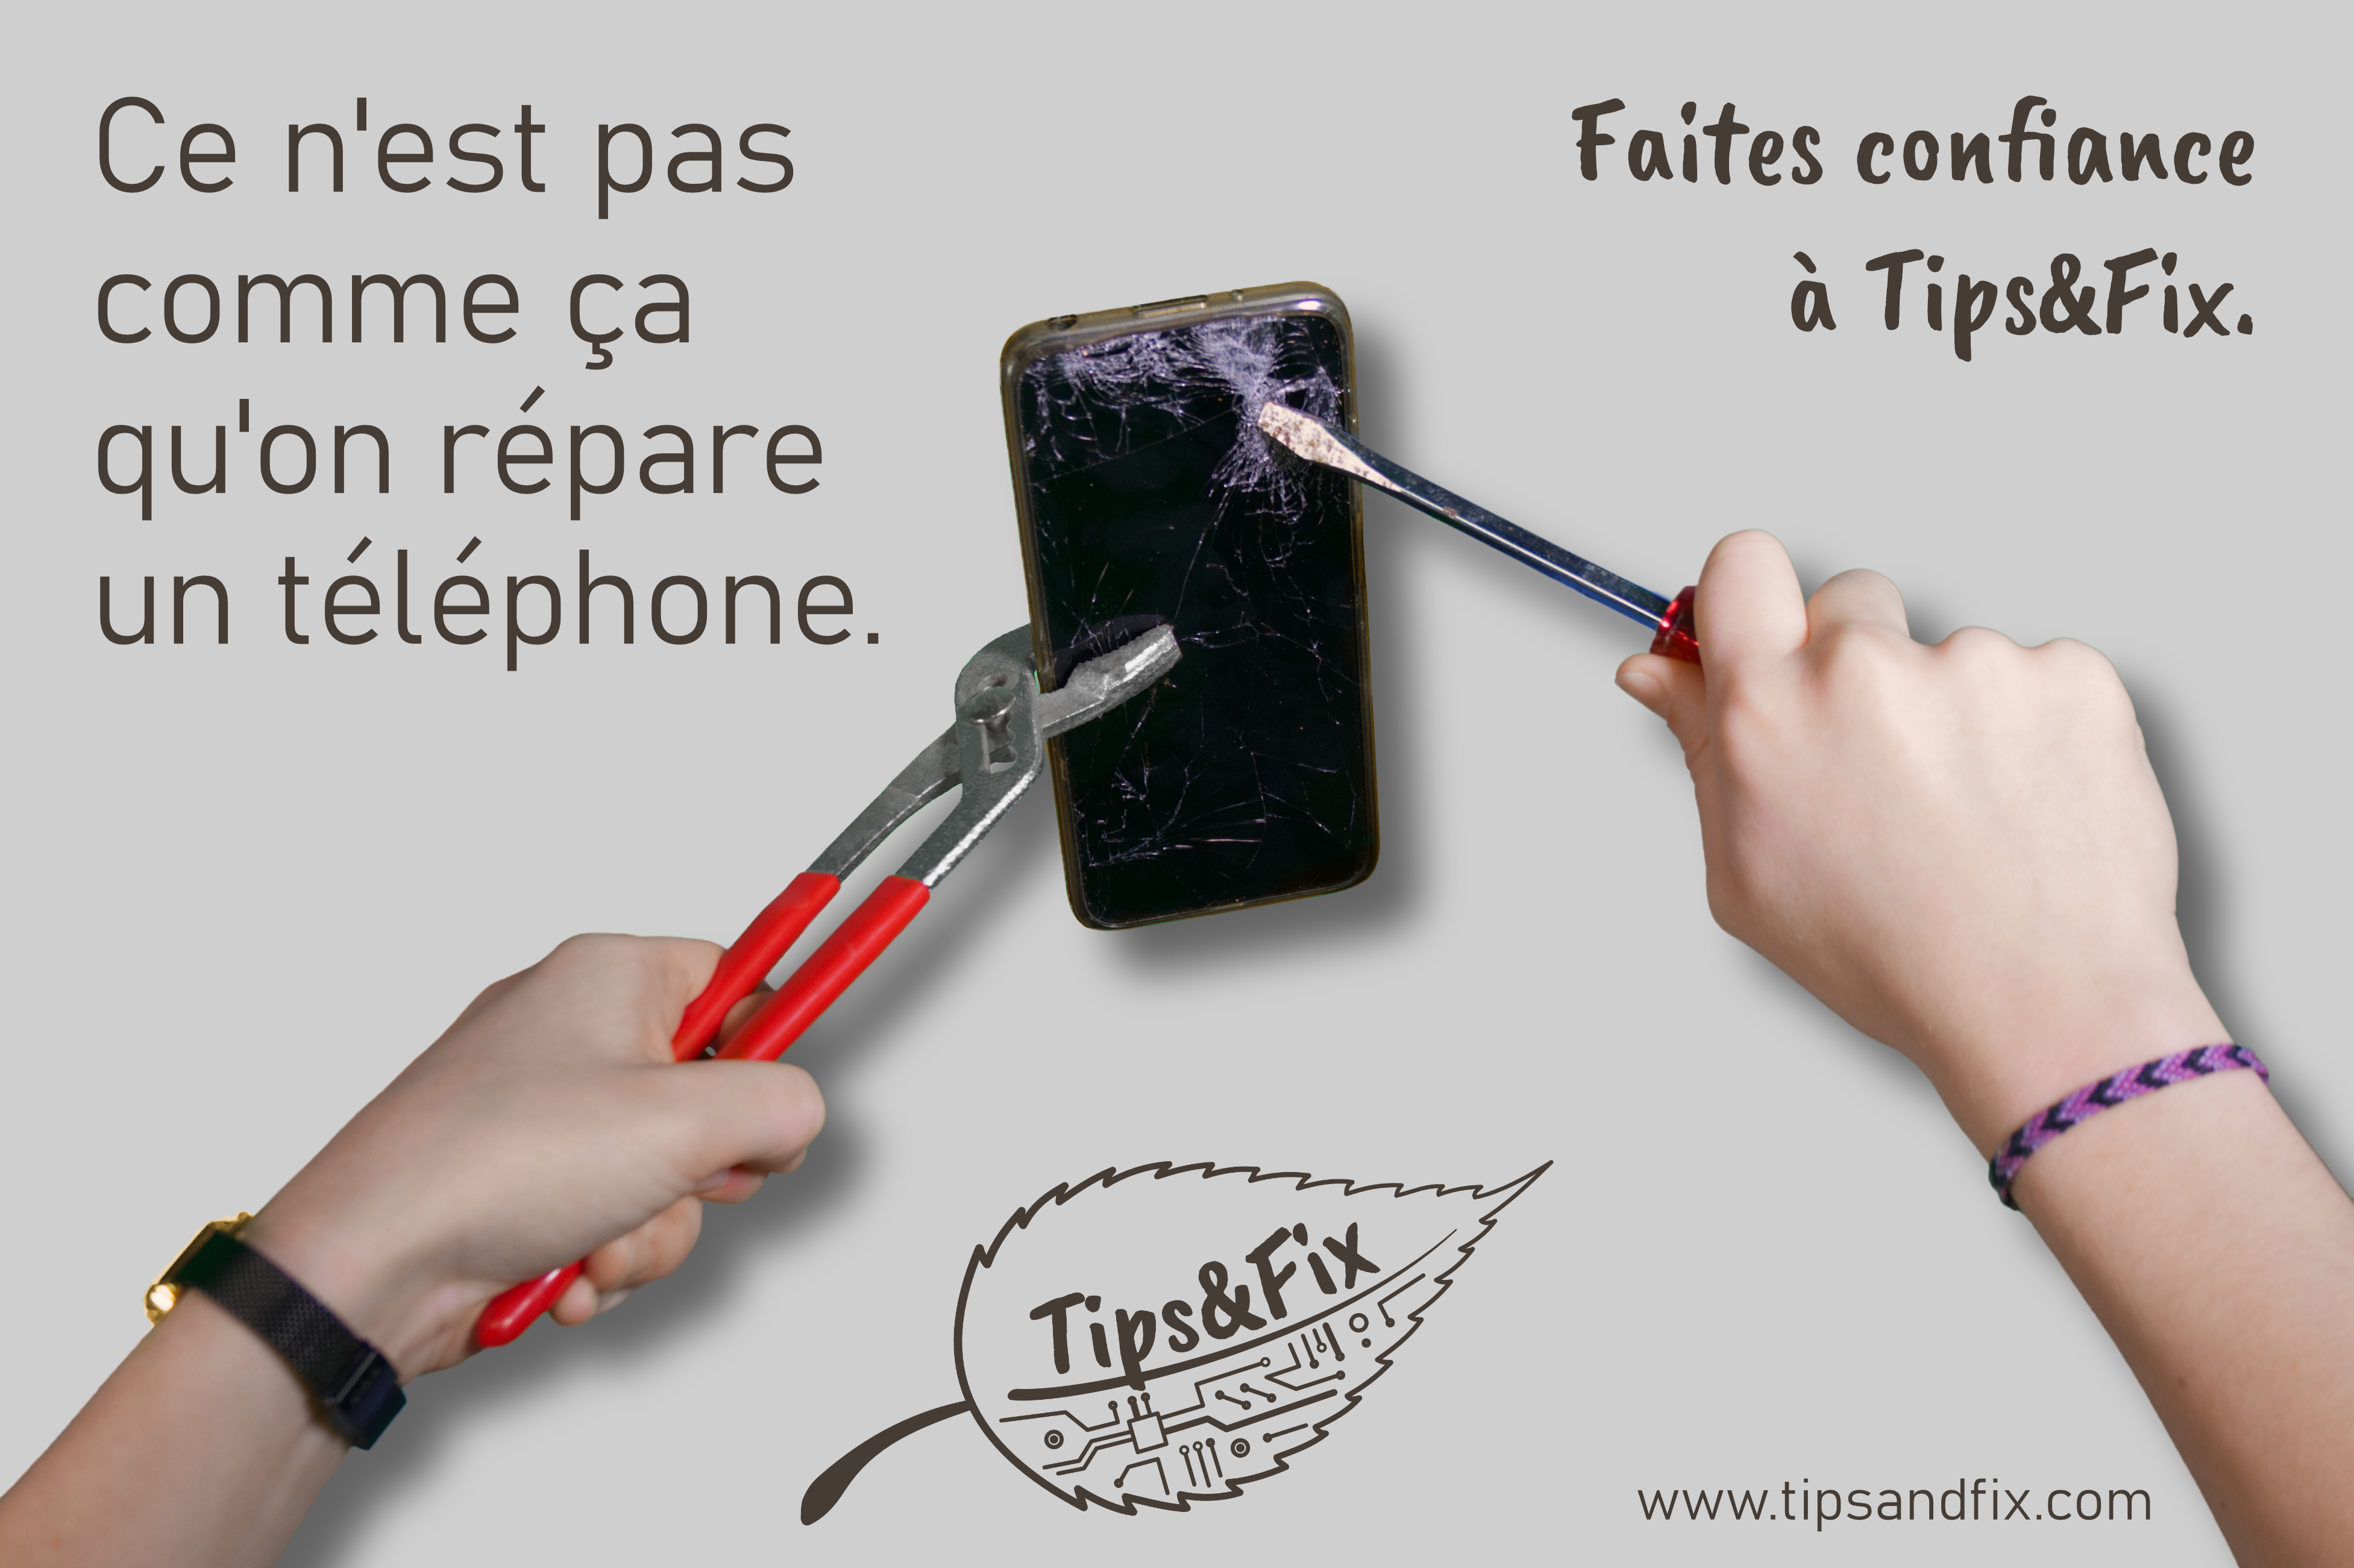 Ce n'est pas
comme ça
qu'on répare
un téléphone.
Faites confiance
à Tips&Fix.
Tips&Fix
www.tipsandfix.com